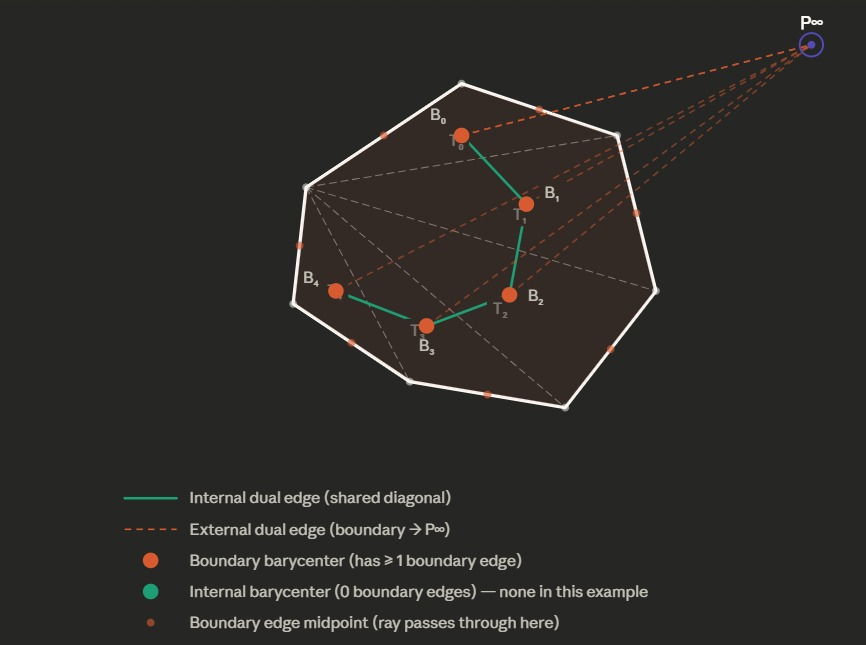 P∞
B₀
T₀
B₁
T₁
B₄
B₂
T₂
T₃
B₃
Internal dual edge (shared diagonal)
External dual edge (boundary → P∞)
Boundary barycenter (has ≥ 1 boundary edge)
Internal barycenter (0 boundary edges) — none in this example
Boundary edge midpoint (ray passes through here)